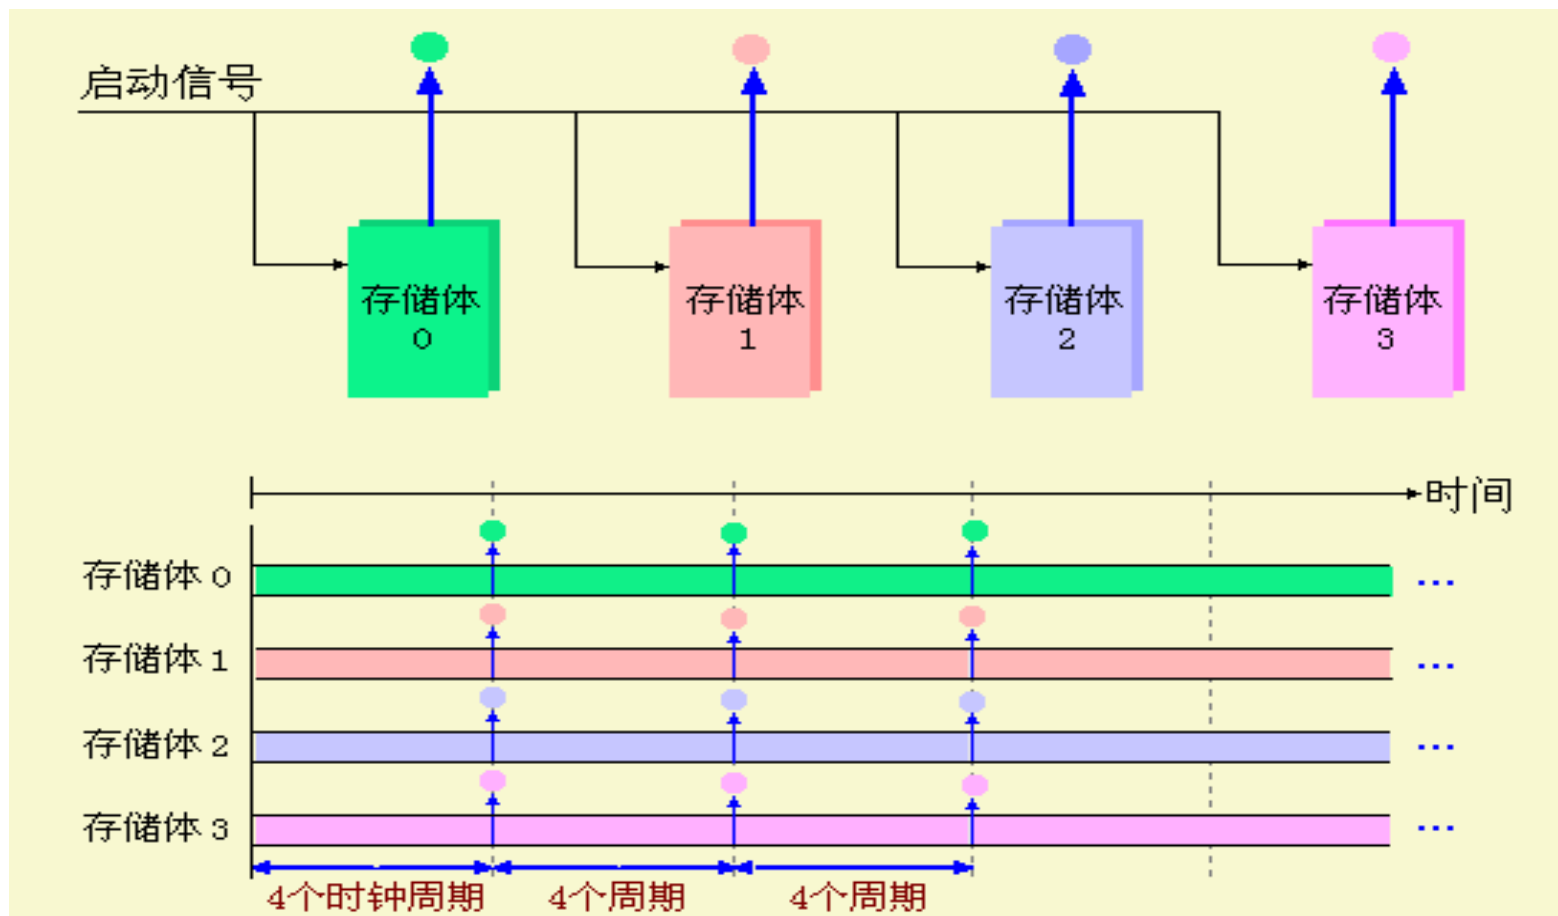 启动信号
存储体
0
存储体
1
存储体
2
存储体
3
时间
存储体 0
...
存储体 1
...
存储体 2
...
存储体 3
...
4个时钟周期
4个周期
4个周期